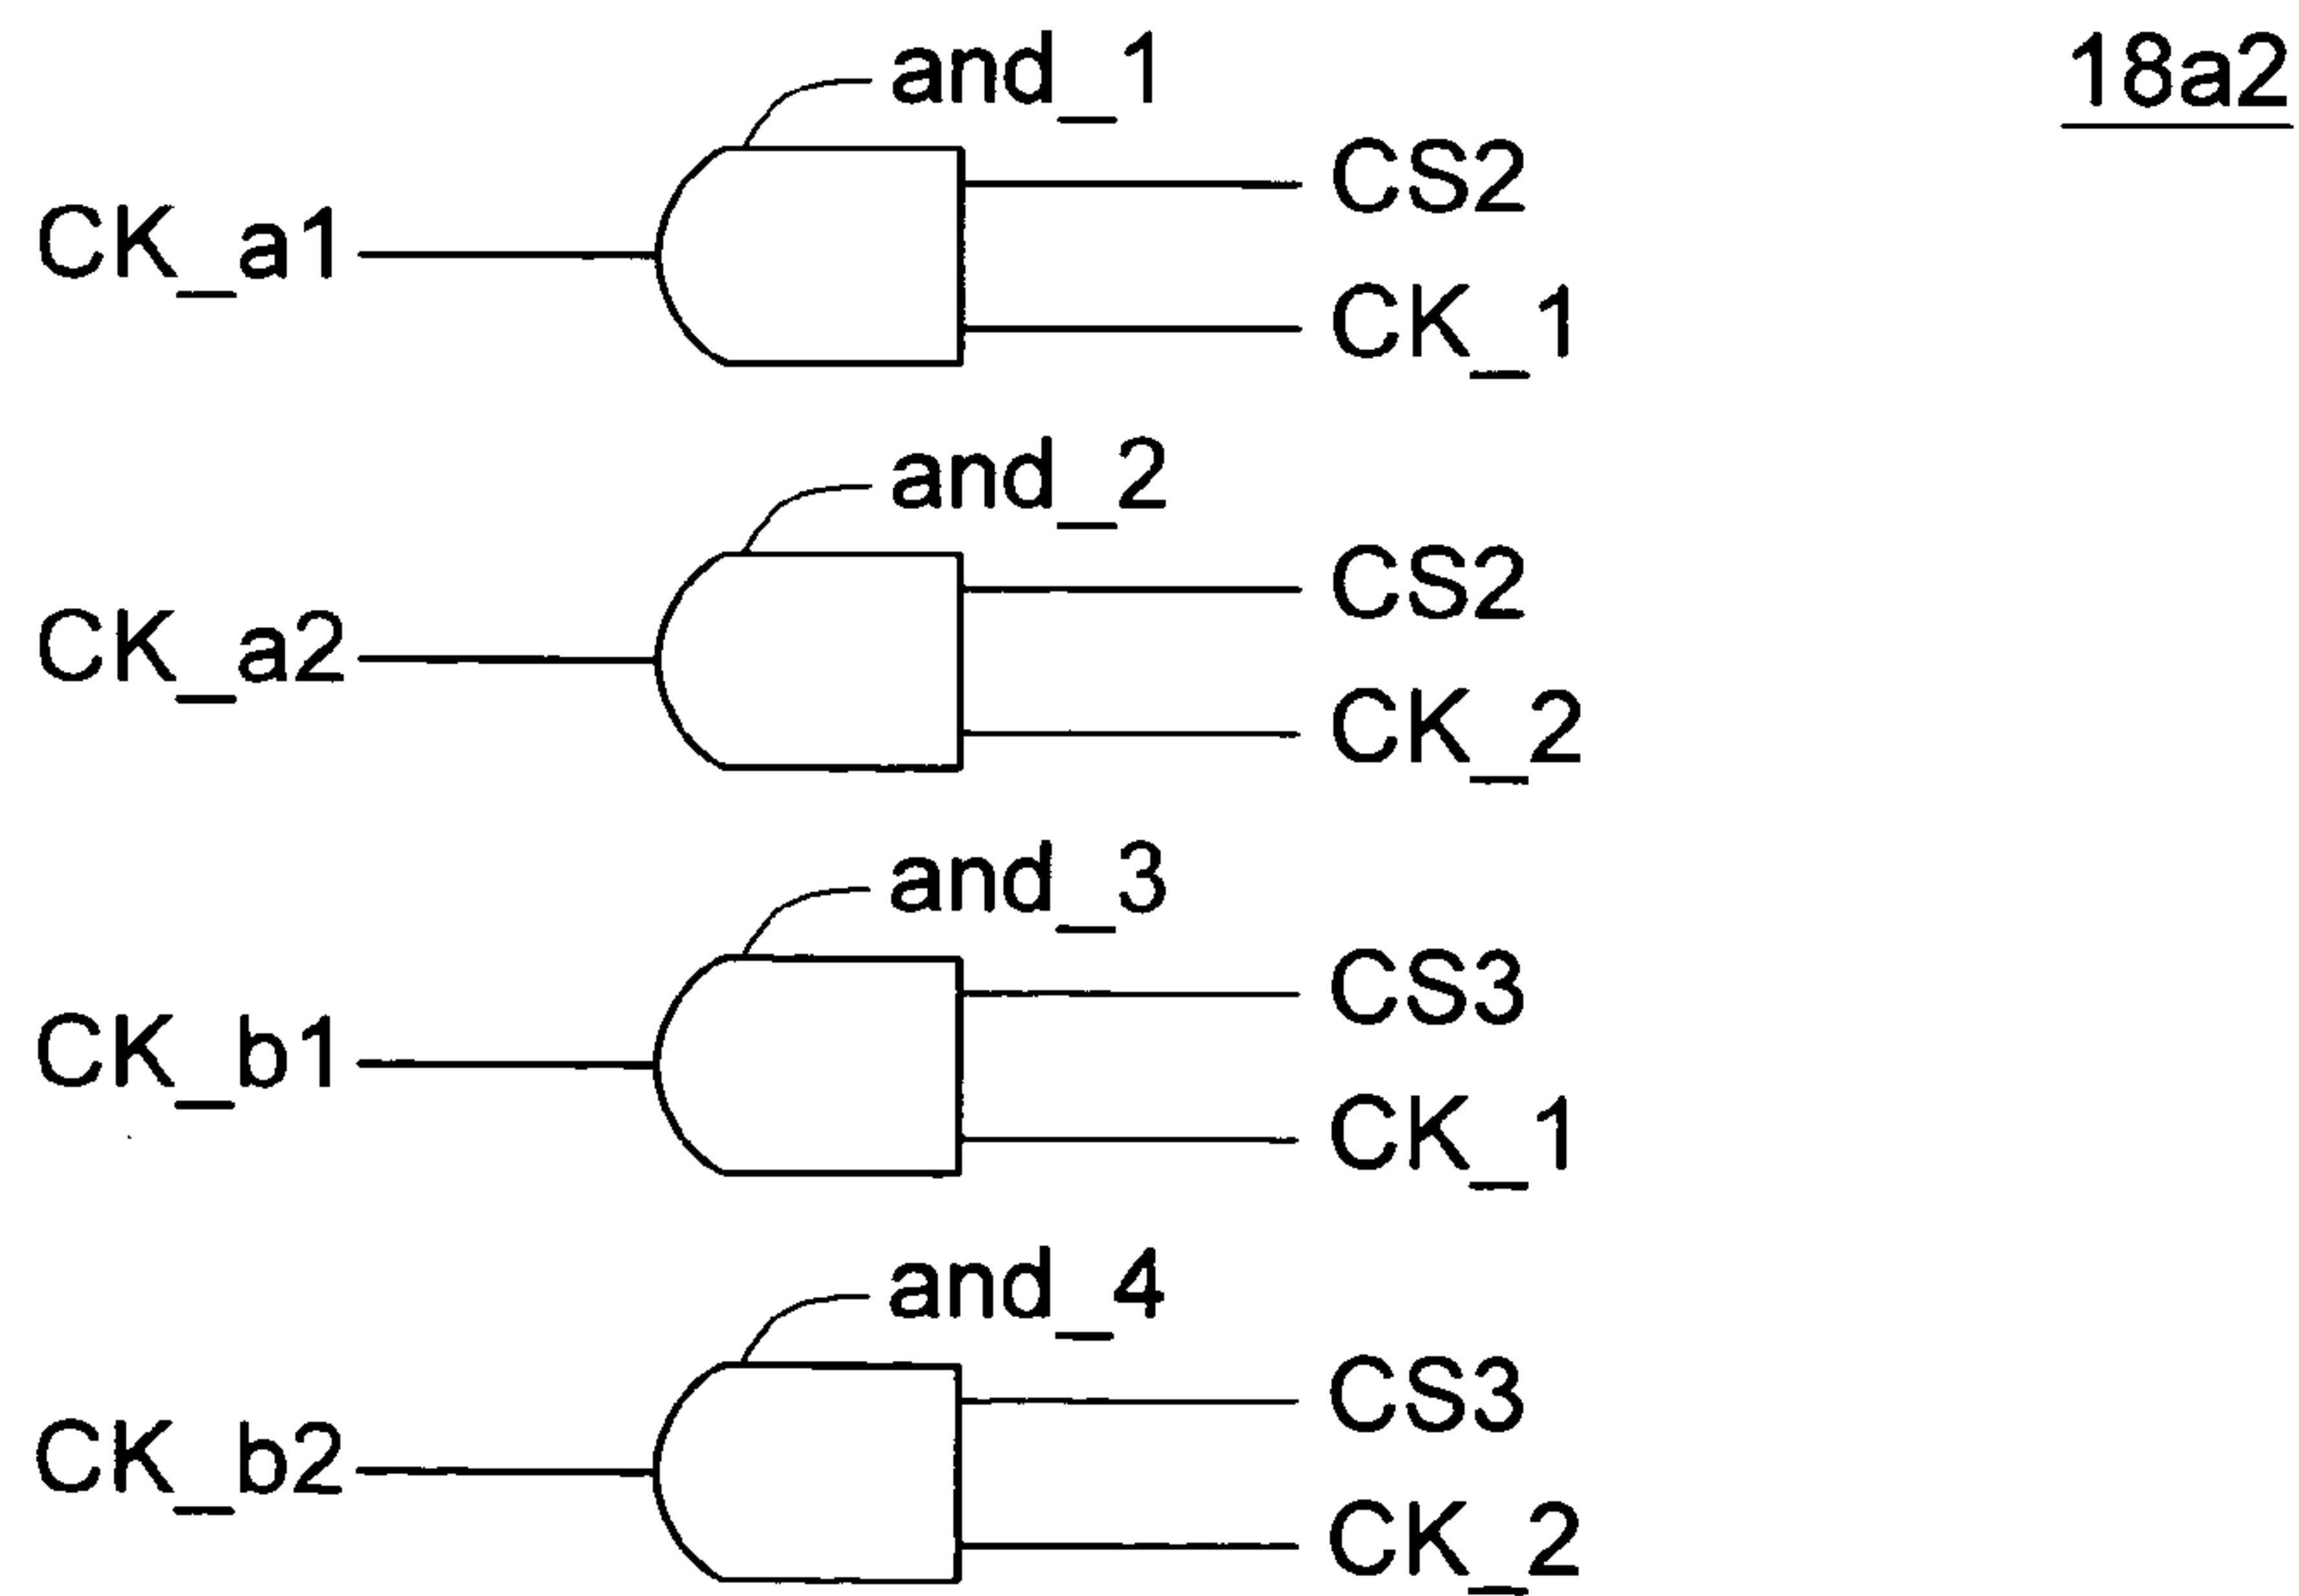 and_1
18a2
CS2
CK_a1
CK_1
and_2
CS2
CK_a2
CK_2
and_3
CS3
CK_b1
CK_1
and_4
CS3
CK_b2
CK_2